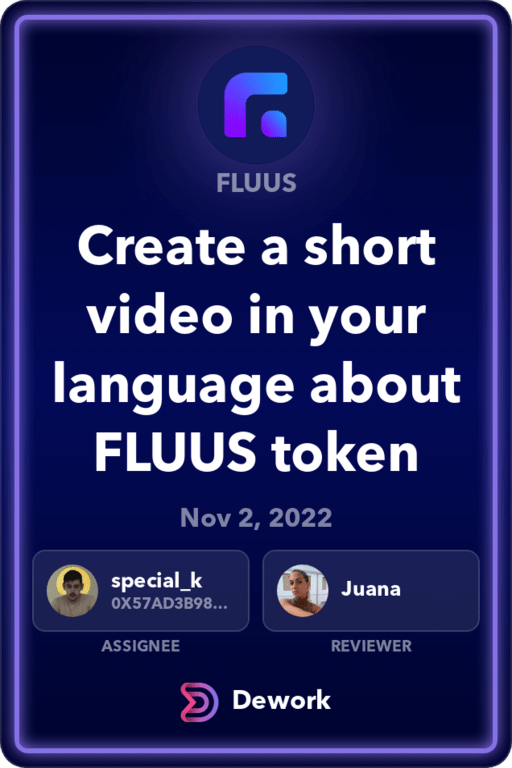 FLUUS
Create a short
video in your
language about
FLUUS token
Nov 2, 2022
special_k
0X57AD3B98...
ASSIGNEE
Juana
REVIEWER
Dework